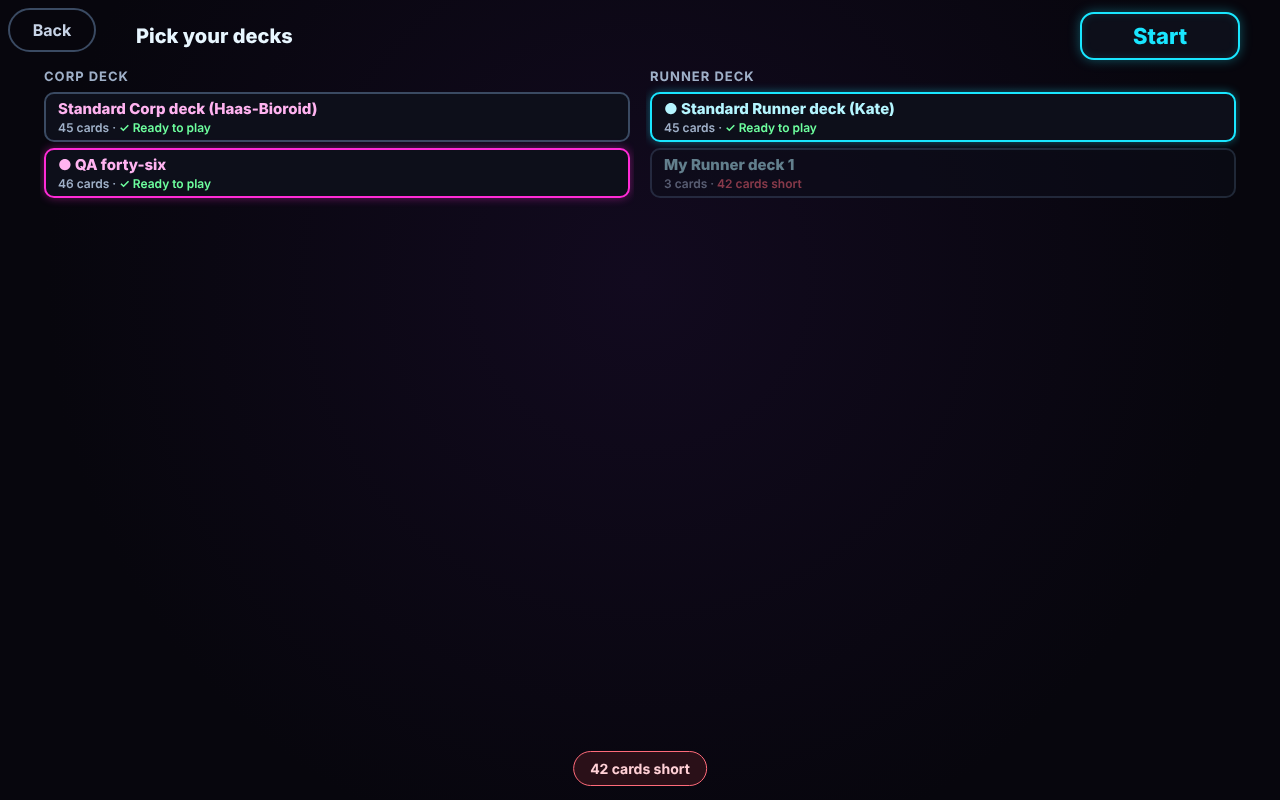 Back
Pick your decks
Start
CORP DECK
Standard Corp deck (Haas-Bioroid)
45 cards · ✓ Ready to play
● QA forty-six
46 cards · ✓ Ready to play
RUNNER DECK
● Standard Runner deck (Kate)
45 cards · ✓ Ready to play
My Runner deck 1
3 cards · 42 cards short
42 cards short